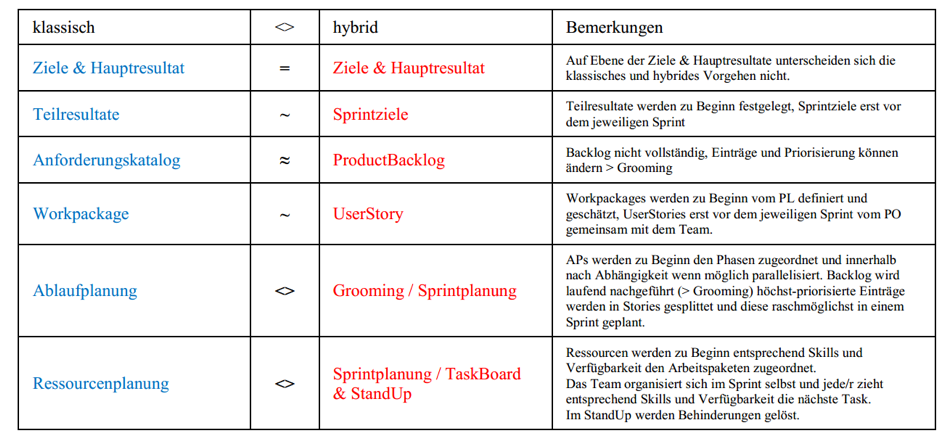 klassisch <> hybrid Bemerkungen
Ziele & Hauptresultat = Ziele & Hauptresultat Auf Ebene der Ziele & Hauptresultate unterscheiden sich die
klassisches und hybrides Vorgehen nicht.
Teilresultate ~ Sprintziele Teilresultate werden zu Beginn festgelegt, Sprintziele erst vor
dem jeweiligen Sprint
Anforderungskatalog ≈ ProductBacklog Backlog nicht vollständig, Einträge und Priorisierung können
ändern > Grooming
Workpackage ~ UserStory Workpackages werden zu Beginn vom PL definiert und
geschätzt, UserStories erst vor dem jeweiligen Sprint vom PO
gemeinsam mit dem Team.
Ablaufplanung <> Grooming / Sprintplanung APs werden zu Beginn den Phasen zugeordnet und innerhalb
nach Abhängigkeit wenn möglich parallelisiert. Backlog wird
laufend nachgeführt (> Grooming) höchst-priorisierte Einträge
werden in Stories gesplittet und diese raschmöglichst in einem
Sprint geplant.
Ressourcenplanung <> Sprintplanung / TaskBoard
& StandUp
Ressourcen werden zu Beginn entsprechend Skills und
Verfügbarkeit den Arbeitspaketen zugeordnet.
Das Team organisiert sich im Sprint selbst und jede/r zieht
entsprechend Skills und Verfügbarkeit die nächste Task.
Im StandUp werden Behinderungen gelöst.